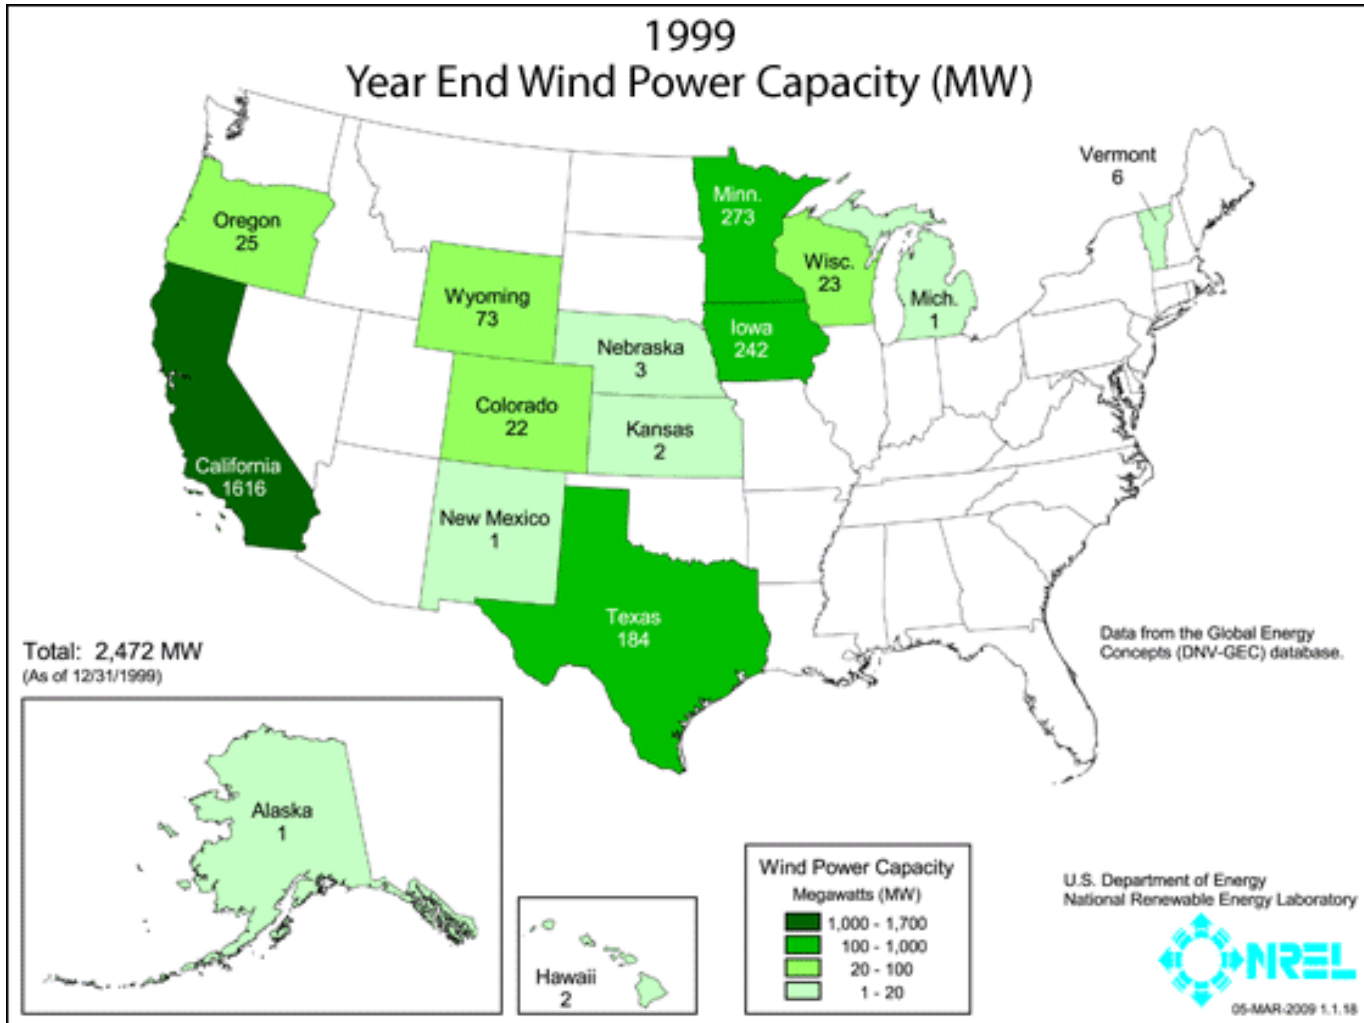 1999
Year End Wind Power Capacity (MW)
Vermont
6
Minn.
273
Oregon
25
Wisc.
23
Wyoming
73
Mich.
1
Iowa
242
Nebraska
3
Colorado
22
Kansas
2
California
1616
New Mexico
1
Texas
184
Total: 2,472 MW
(As of 12/31/1999)
Data from the Global Energy
Concepts (DNV-GEC) database.
Alaska
1
Hawaii
2
Wind Power Capacity
Megawatts (MW)
1,000 - 1,700
100 - 1,000
20 - 100
1 - 20
U.S. Department of Energy
National Renewable Energy Laboratory
NREL
05-MAR-2009 1.1.18